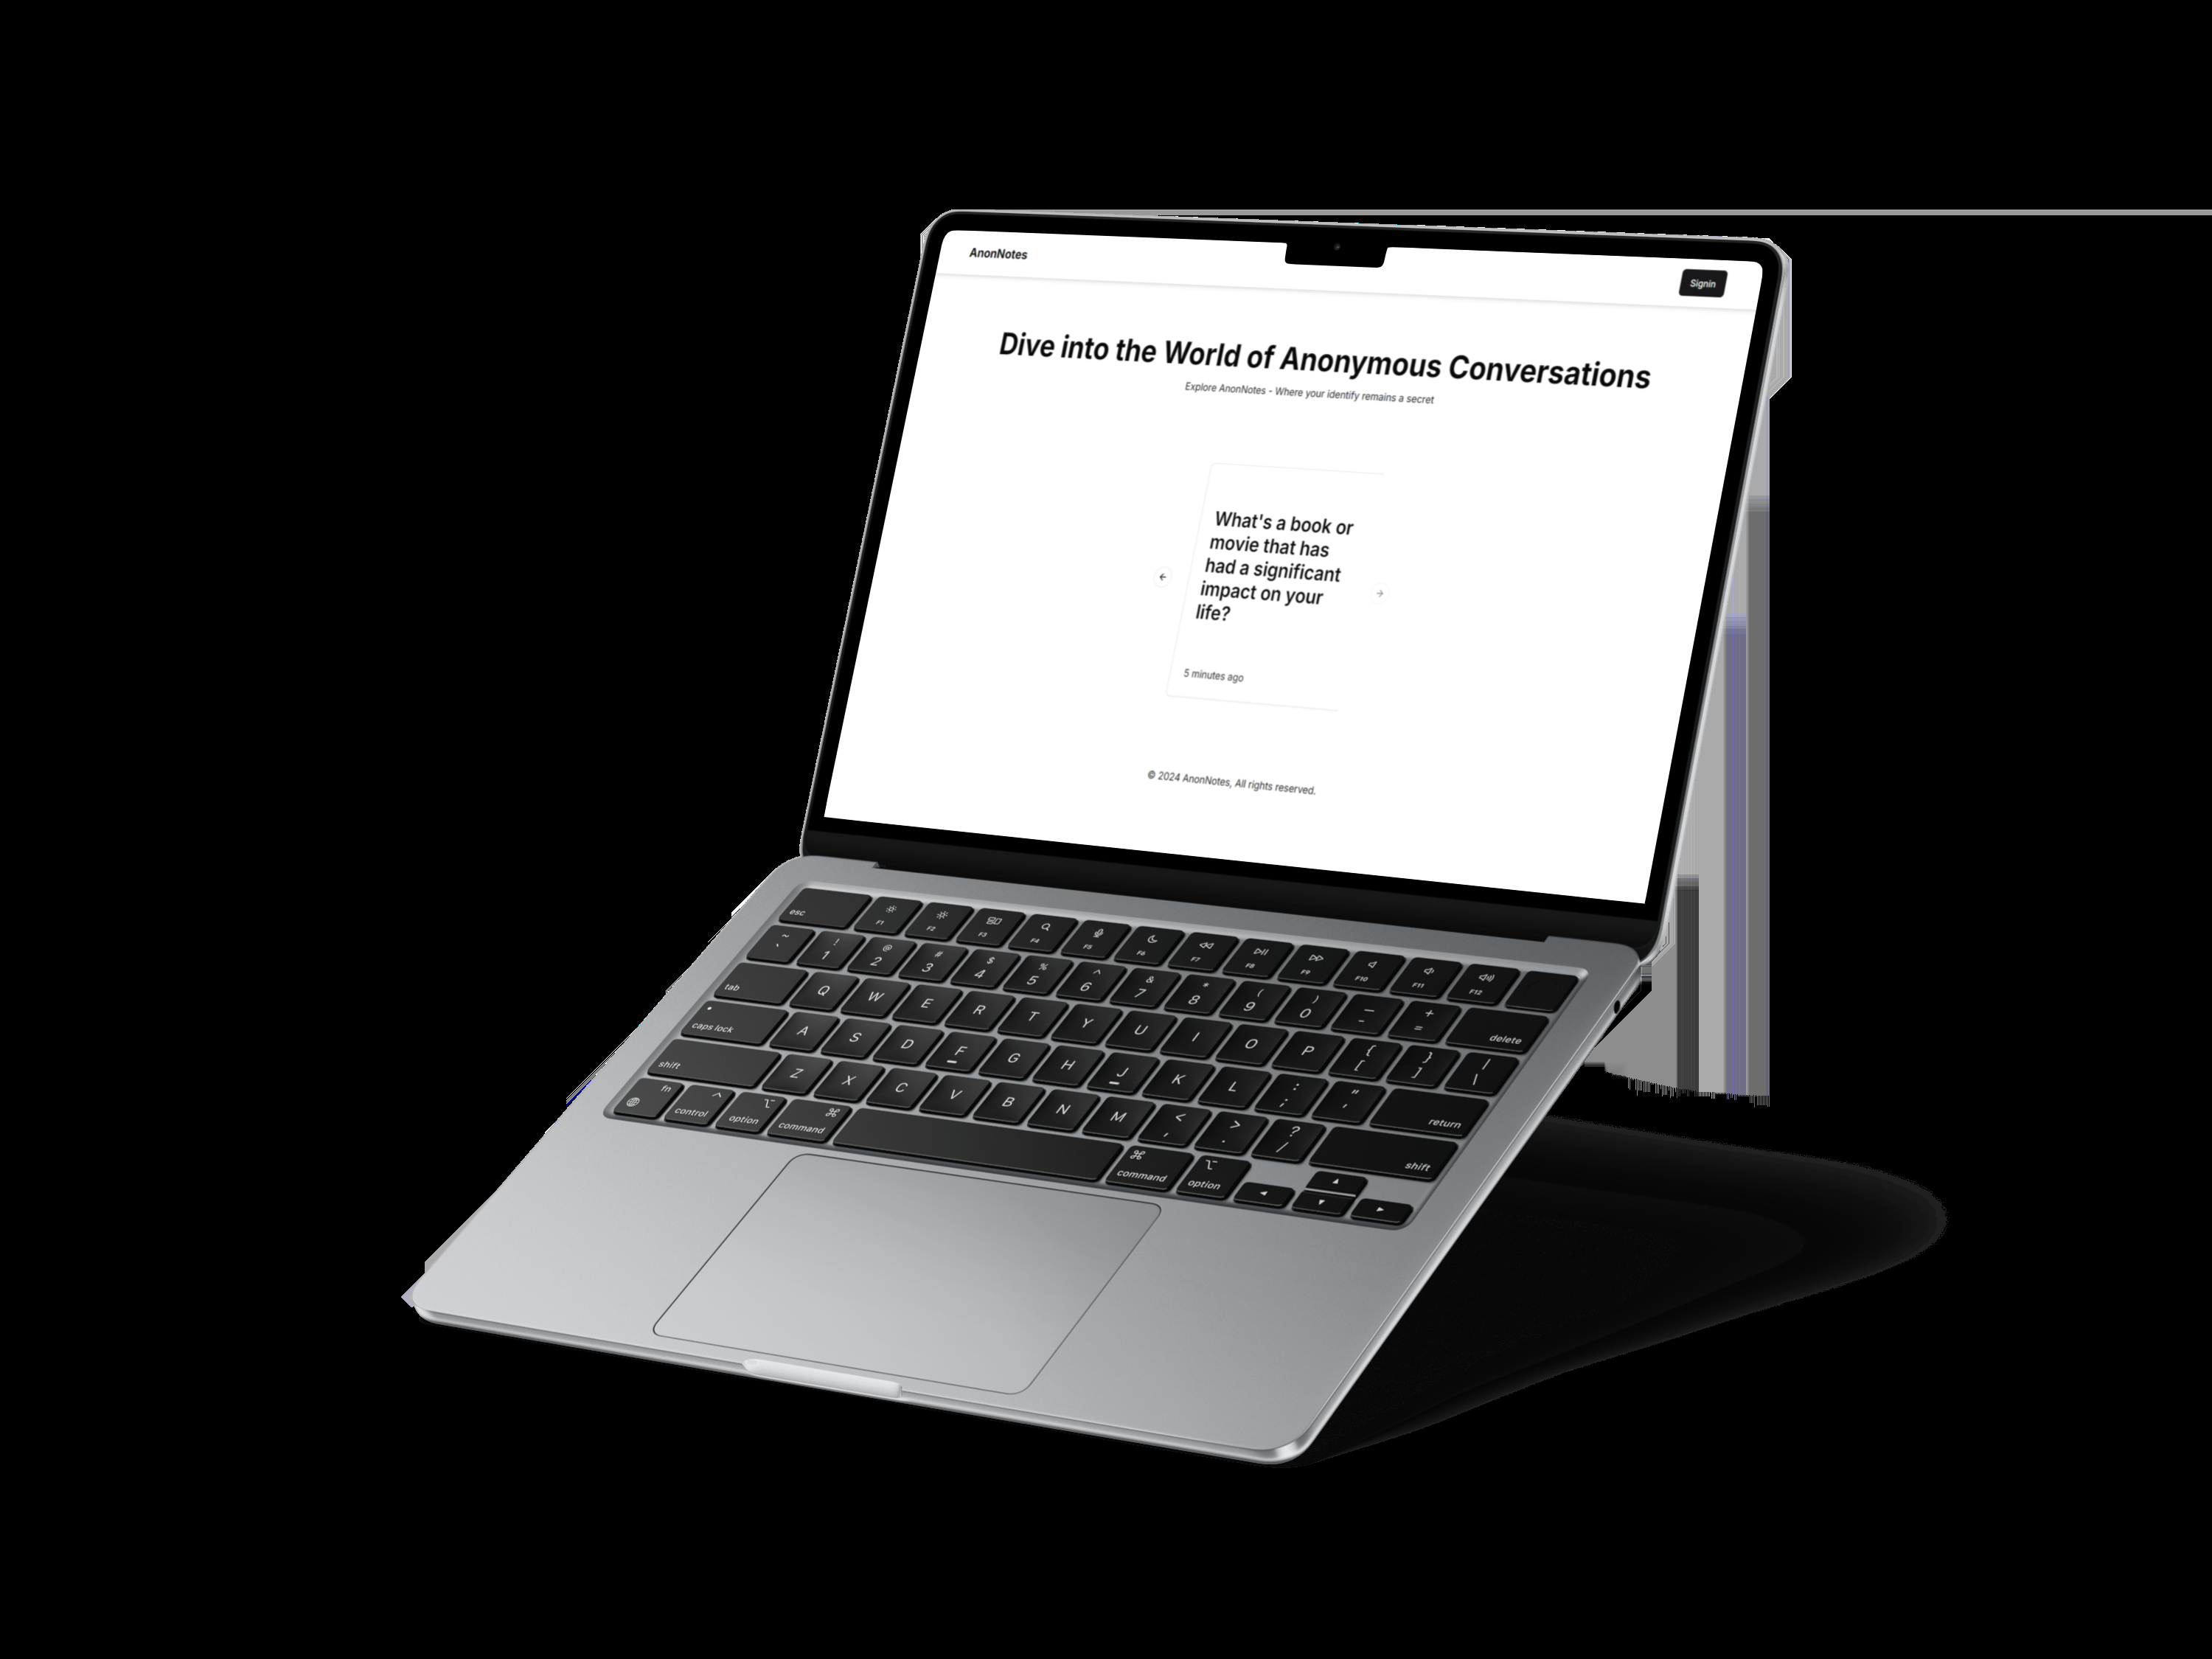 AnonNotes
Signin
Dive into the World of Anonymous Conversations
Explore AnonNotes - Where your identify remains a secret
What's a book or
movie that has
had a significant
impact on your
life?
5 minutes ago
© 2024 AnonNotes, All rights reserved.
esc F1 F2 F3 F4 F5 F6 F7 F8 F9 F10 F11 F12
~ ! @ # $ % ^ & * ( ) — +
` 1 2 3 4 5 6 7 8 9 0 - = delete
tab Q W E R T Y U I O P { [ } ] | \
caps lock A S D F G H J K L : ; " ' return
shift Z X C V B N M < , > . ? / shift
fn control option command command option